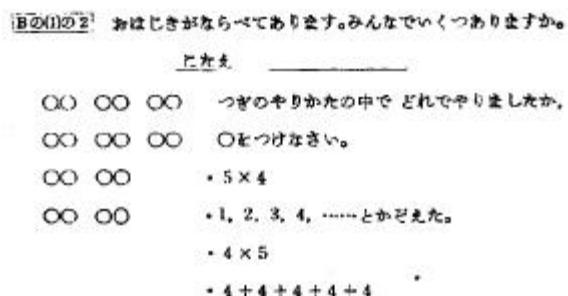 Bの(1)の2 おはじきがならべてあります。みんなでいくつありますか。
こたえ
○○ ○○ ○○ つぎのやりかたの中で どれでやりましたか。
○○ ○○ ○○ ○をつけなさい。
○○ ○○ ・5×4
○○ ○○ ・1, 2, 3, 4, ……とかぞえた。
・4×5
・4+4+4+4+4